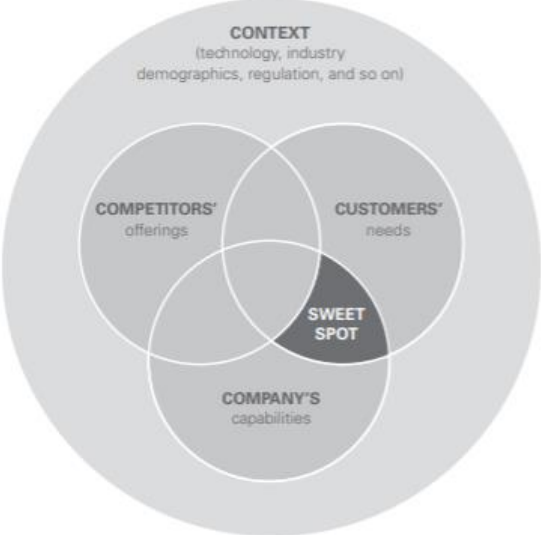 CONTEXT
(technology, industry
demographics, regulation, and so on)
COMPETITORS'
offerings
CUSTOMERS'
needs
SWEET
SPOT
COMPANY'S
capabilities